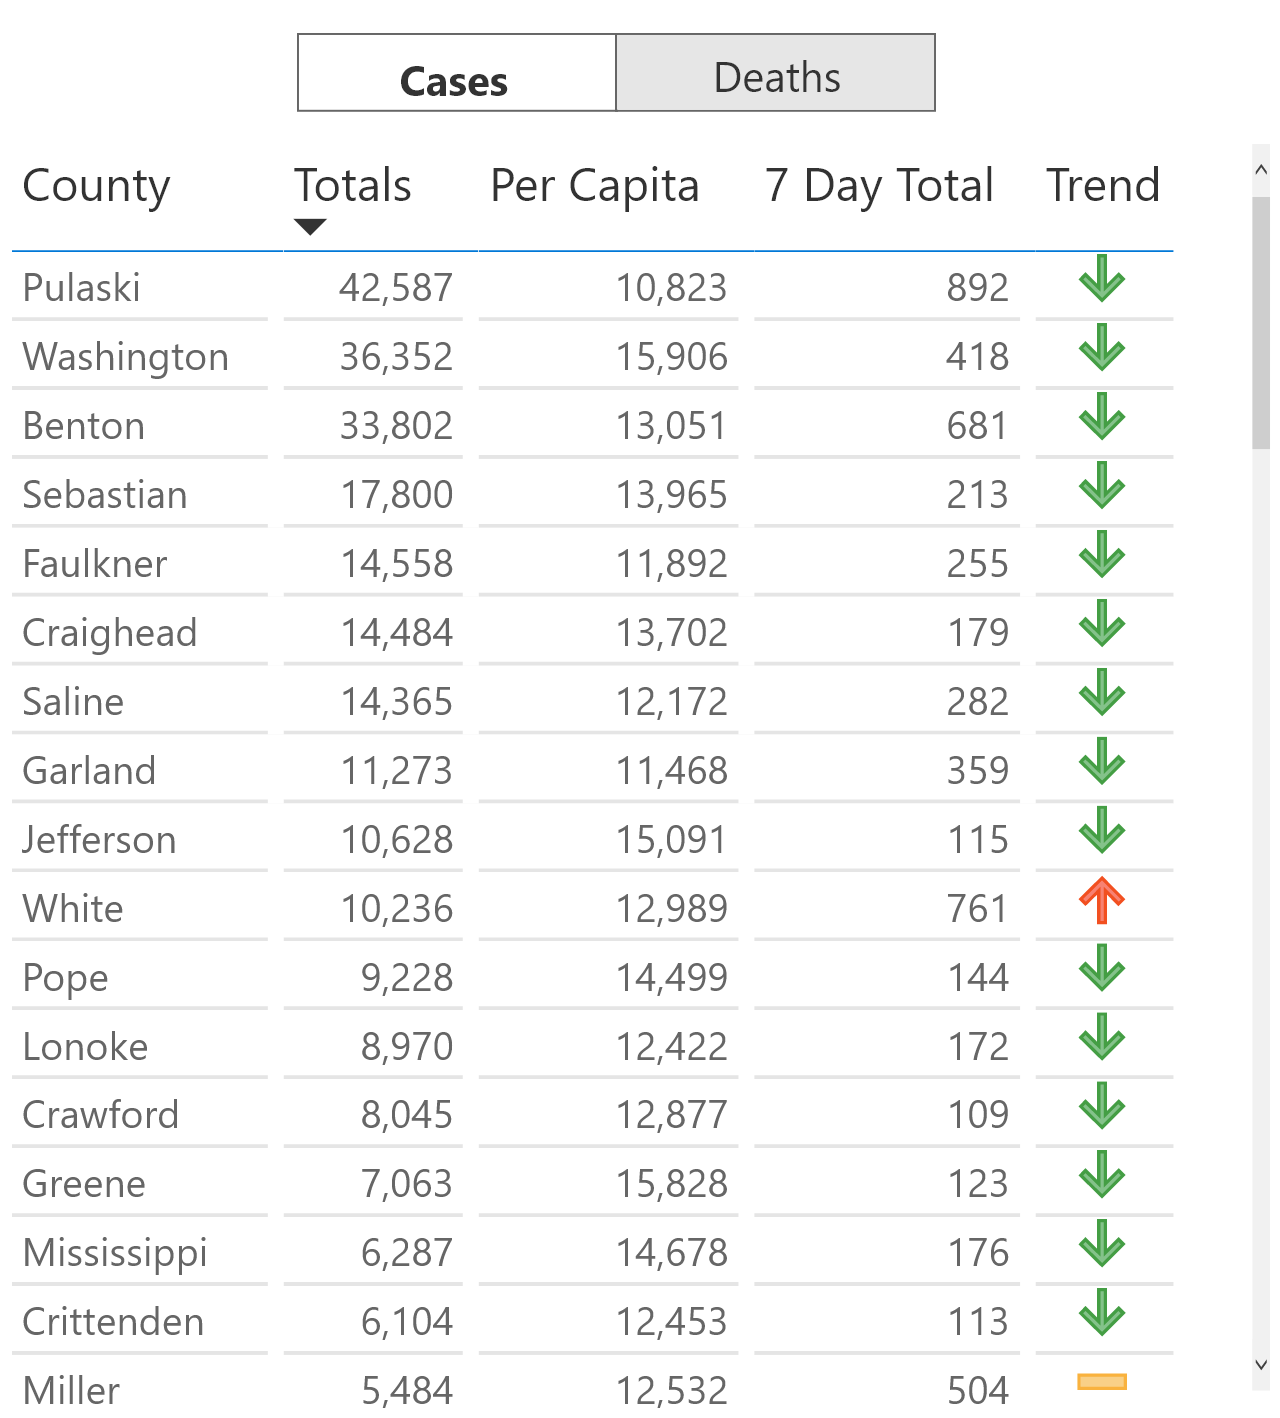 Cases Deaths
County Totals Per Capita 7 Day Total Trend
Pulaski 42,587 10,823 892
Washington 36,352 15,906 418
Benton 33,802 13,051 681
Sebastian 17,800 13,965 213
Faulkner 14,558 11,892 255
Craighead 14,484 13,702 179
Saline 14,365 12,172 282
Garland 11,273 11,468 359
Jefferson 10,628 15,091 115
White 10,236 12,989 761
Pope 9,228 14,499 144
Lonoke 8,970 12,422 172
Crawford 8,045 12,877 109
Greene 7,063 15,828 123
Mississippi 6,287 14,678 176
Crittenden 6,104 12,453 113
Miller 5,484 12,532 504